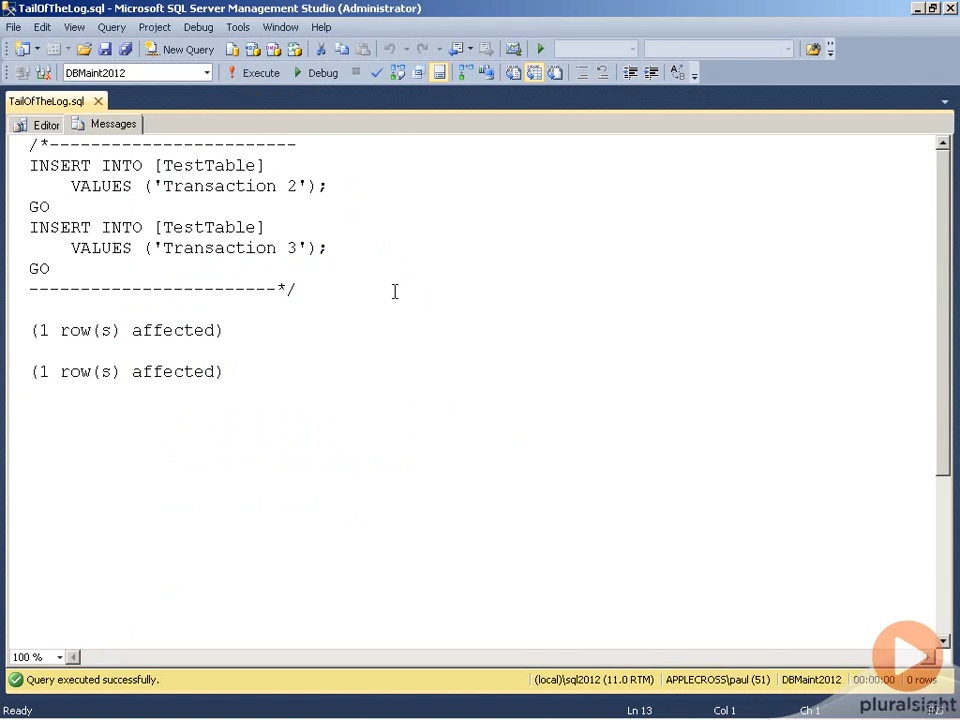 TailOfTheLog.sql - Microsoft SQL Server Management Studio (Administrator)
File Edit View Query Project Debug Tools Window Help
New Query
DBMaint2012 Execute Debug
TailOfTheLog.sql
Editor Messages
/*------------------------
INSERT INTO [TestTable]
VALUES ('Transaction 2');
GO
INSERT INTO [TestTable]
VALUES ('Transaction 3');
GO
------------------------*/
(1 row(s) affected)
(1 row(s) affected)
100 %
Query executed successfully. (local)\sql2012 (11.0 RTM) APPLECROSS\paul (51) DBMaint2012 00:00:00 0 rows
pluralsight
Ready Ln 13 Col 1 Ch 1 INS